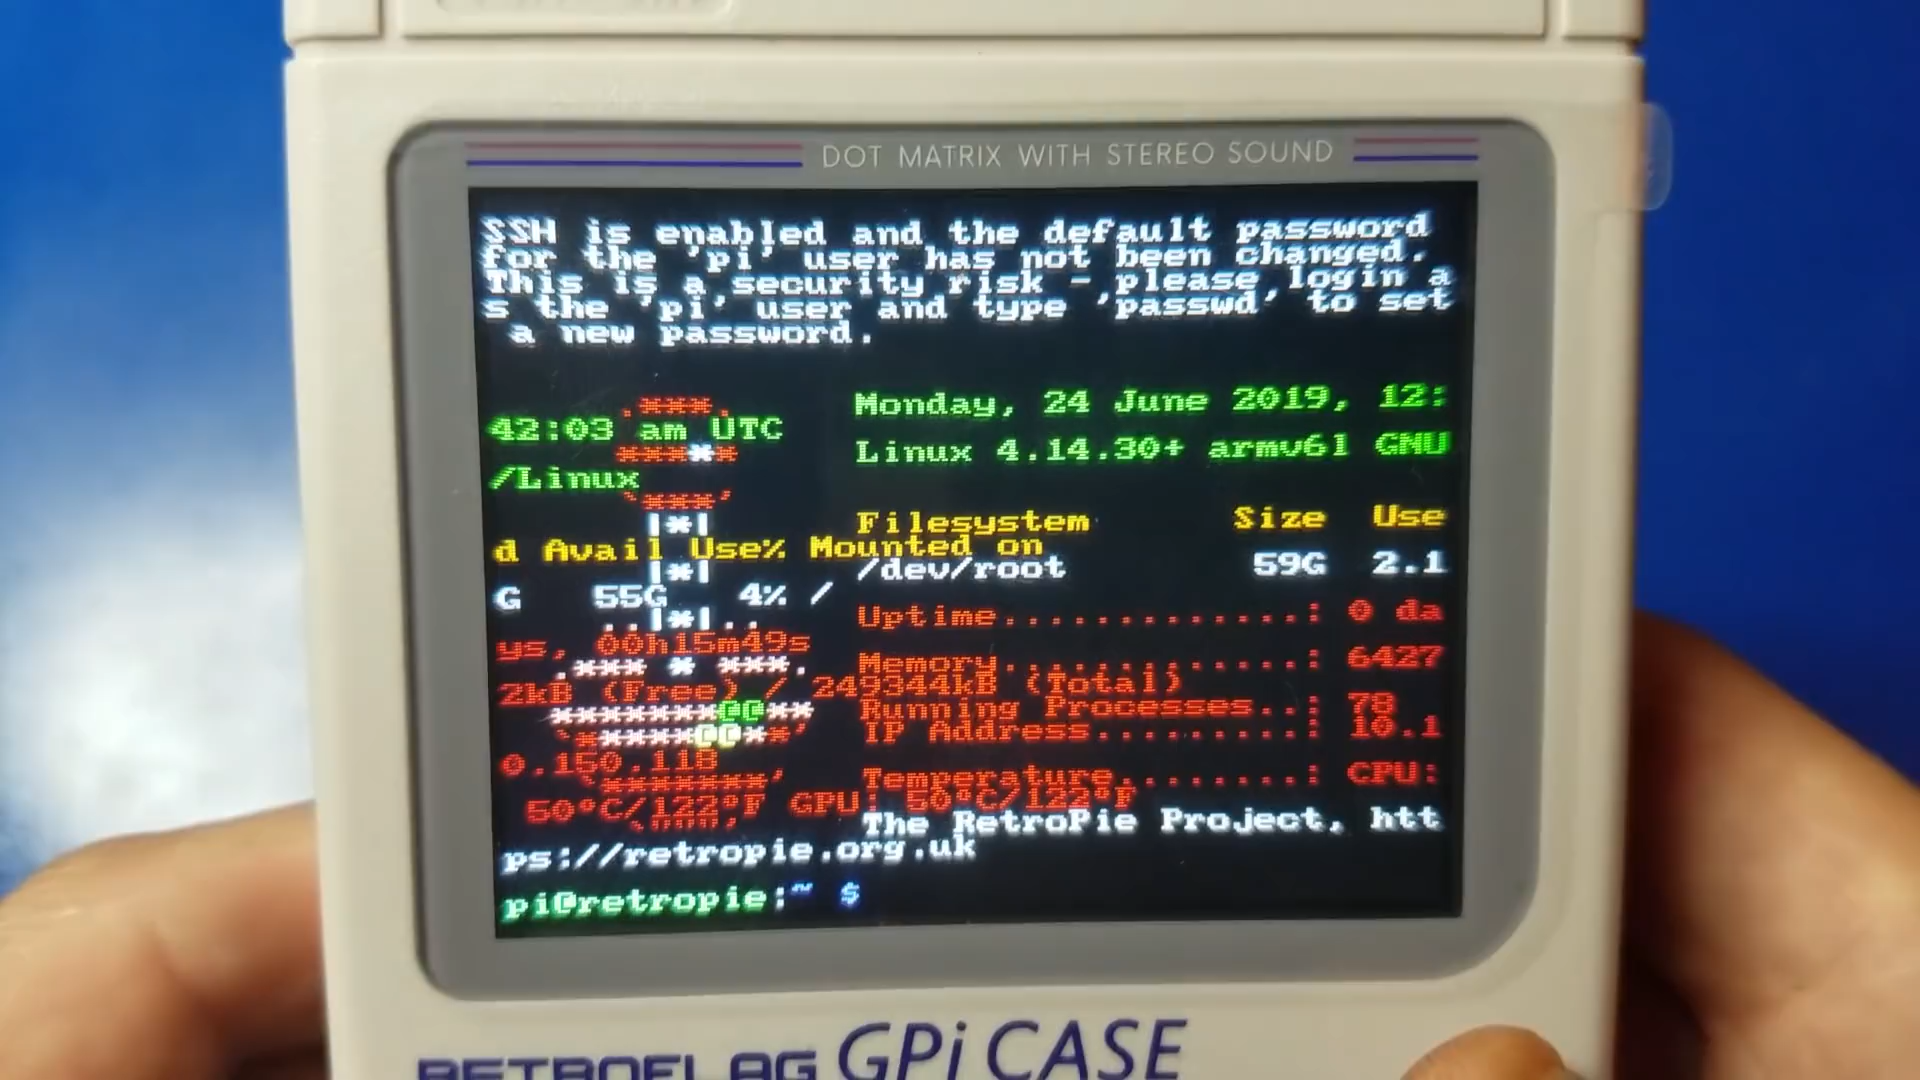 DOT MATRIX WITH STEREO SOUND
SSH is enabled and the default password
for the 'pi' user has not been changed.
This is a security risk - please login a
s the 'pi' user and type 'passwd' to set
a new password.
.***. Monday, 24 June 2019, 12:
42:03 am UTC
***** Linux 4.14.30+ armv6l GNU
/Linux
`***'
|*| Filesystem Size Use
d Avail Use% Mounted on
|*| /dev/root 59G 2.1
G 55G 4% /
..|*|.. Uptime.............: 0 da
ys, 00h15m49s
.*** * ***. Memory.............: 6427
2kB (Free) / 249344kB (Total)
*******@@** Running Processes..: 78
`******@@**' IP Address.........: 10.1
0.150.118
`*******' Temperature........: CPU:
50°C/122°F GPU: 50°C/122°F
The RetroPie Project, htt
ps://retropie.org.uk
pi@retropie:~ $
RETROFLAG GPi CASE